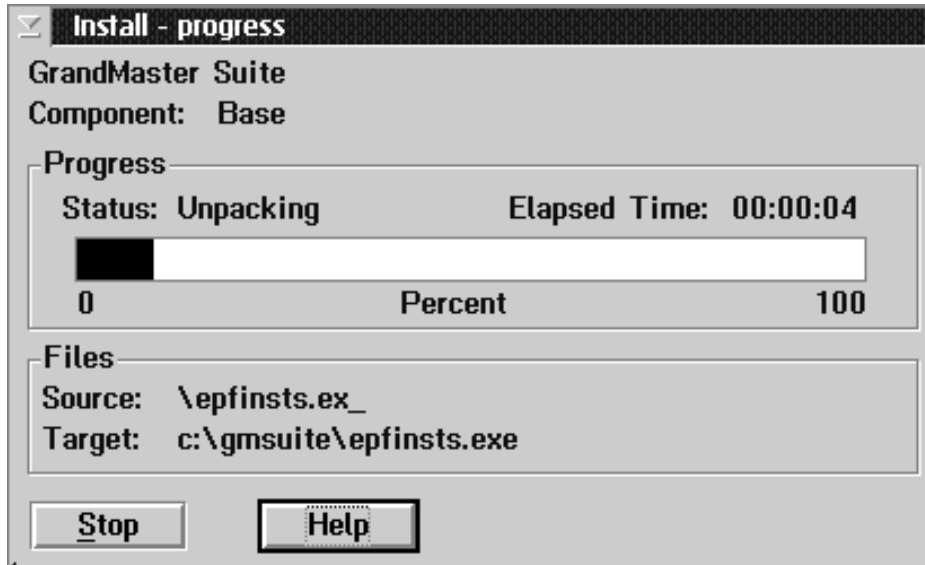 Install - progress
GrandMaster Suite
Component: Base
Progress
Status: Unpacking Elapsed Time: 00:00:04
0 Percent 100
Files
Source: \epfinsts.ex_
Target: c:\gmsuite\epfinsts.exe
Stop Help